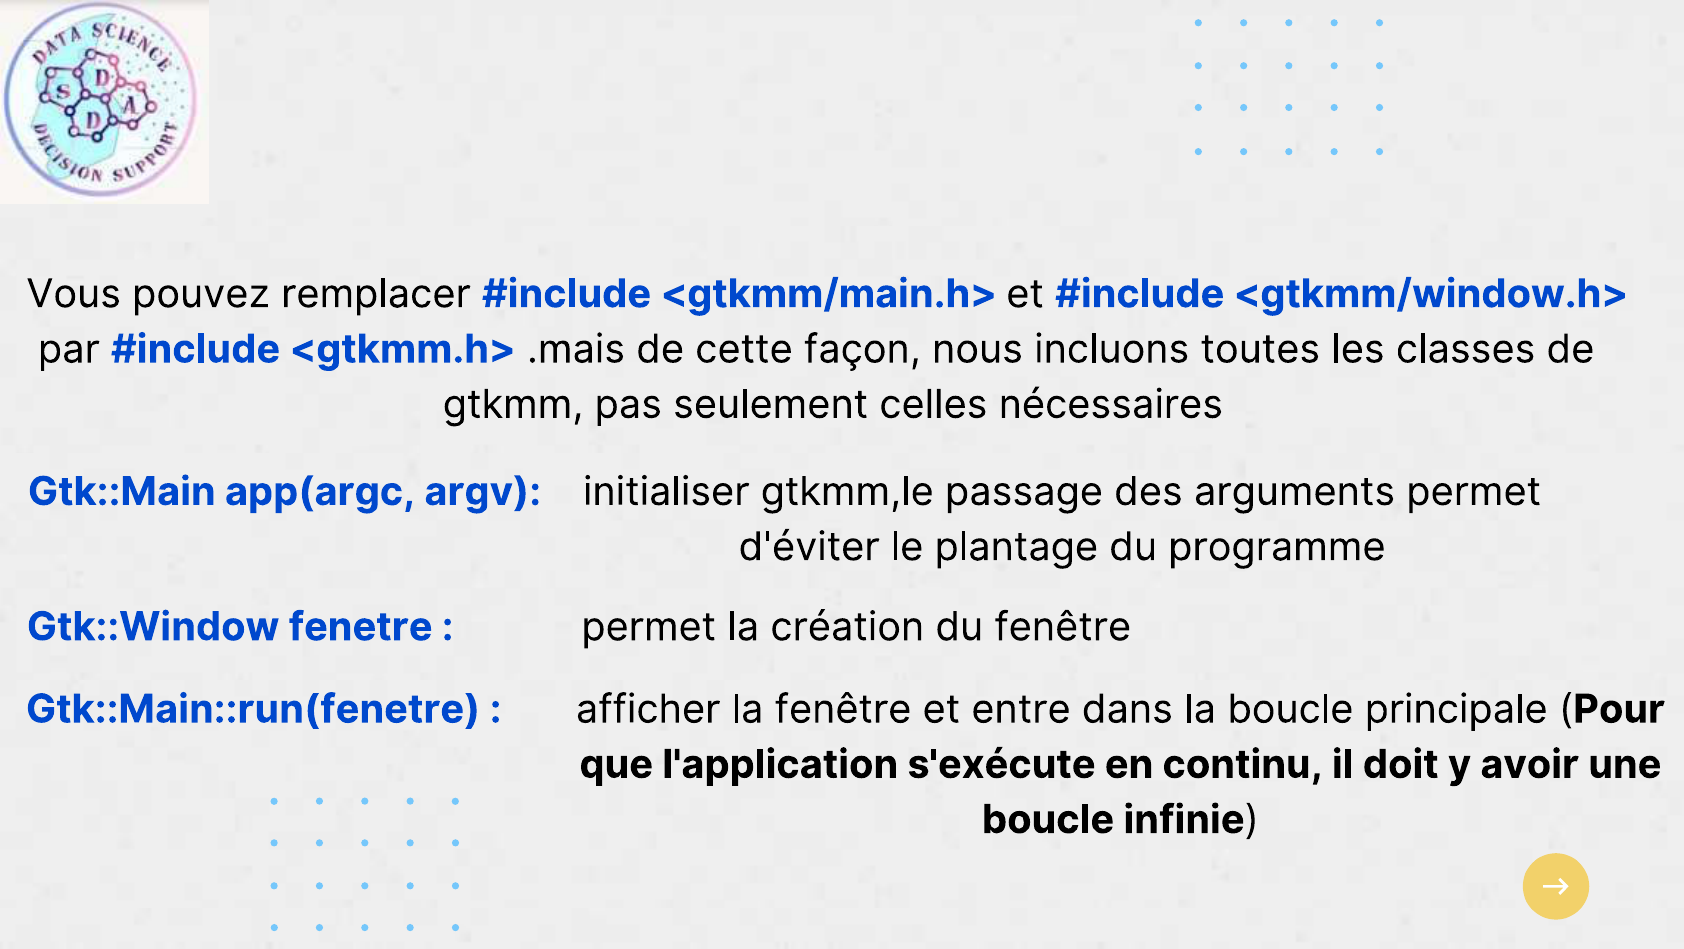 DATA SCIENCE
S D D A
DECISION SUPPORT
Vous pouvez remplacer #include <gtkmm/main.h> et #include <gtkmm/window.h>
par #include <gtkmm.h> .mais de cette façon, nous incluons toutes les classes de
gtkmm, pas seulement celles nécessaires
Gtk::Main app(argc, argv): initialiser gtkmm,le passage des arguments permet
d'éviter le plantage du programme
Gtk::Window fenetre : permet la création du fenêtre
Gtk::Main::run(fenetre) : afficher la fenêtre et entre dans la boucle principale (Pour
que l'application s'exécute en continu, il doit y avoir une
boucle infinie)